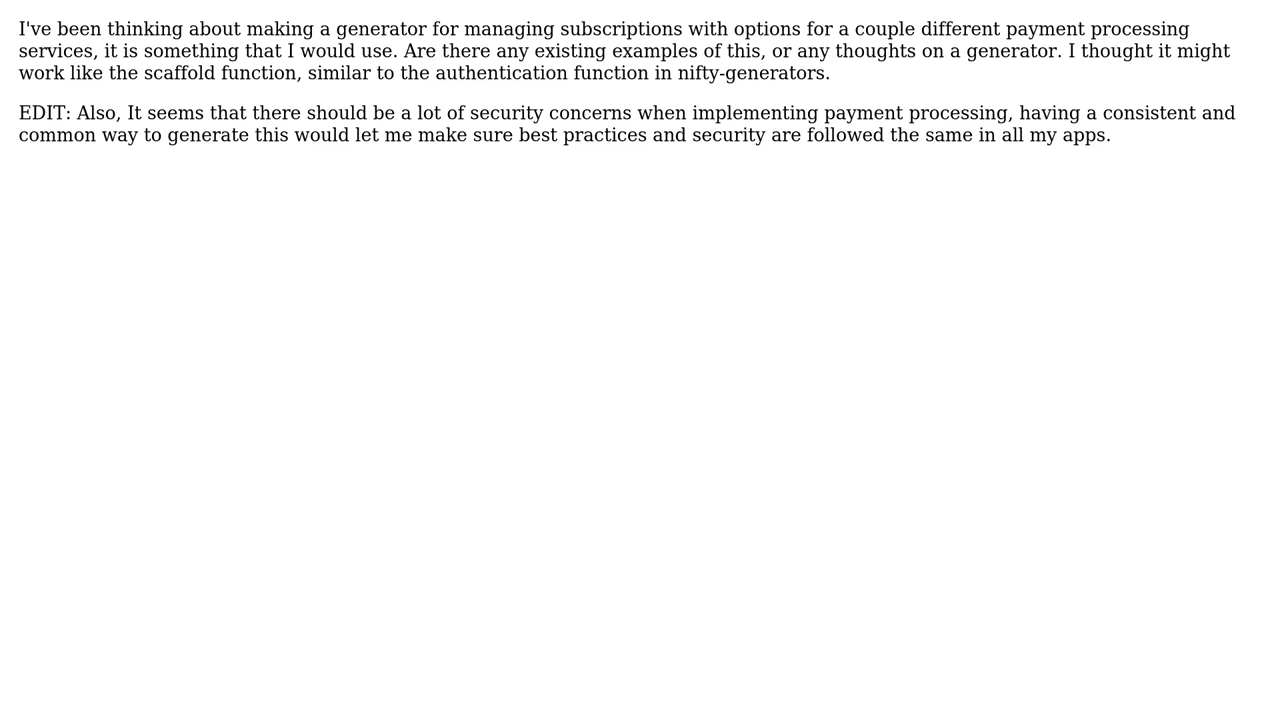 I've been thinking about making a generator for managing subscriptions with options for a couple different payment processing
services, it is something that I would use. Are there any existing examples of this, or any thoughts on a generator. I thought it might
work like the scaffold function, similar to the authentication function in nifty-generators.
EDIT: Also, It seems that there should be a lot of security concerns when implementing payment processing, having a consistent and
common way to generate this would let me make sure best practices and security are followed the same in all my apps.